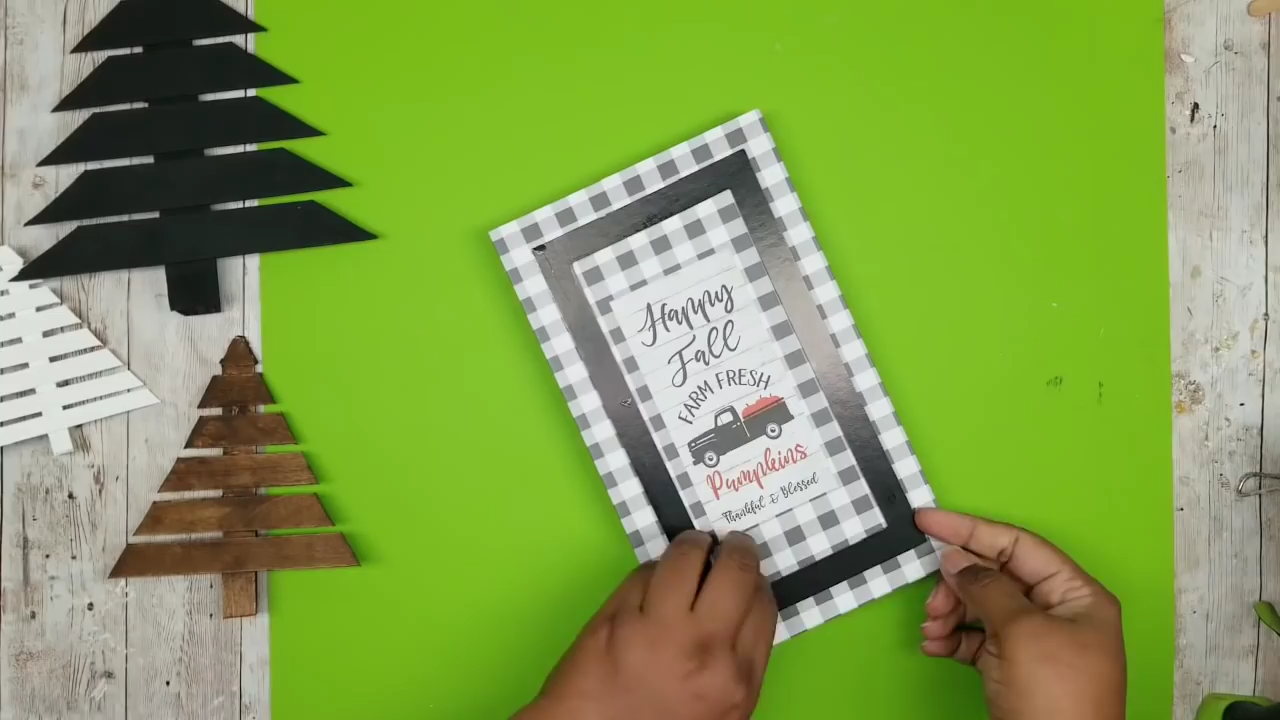 Happy
Fall
FARM FRESH
Pumpkins
Thankful & Blessed